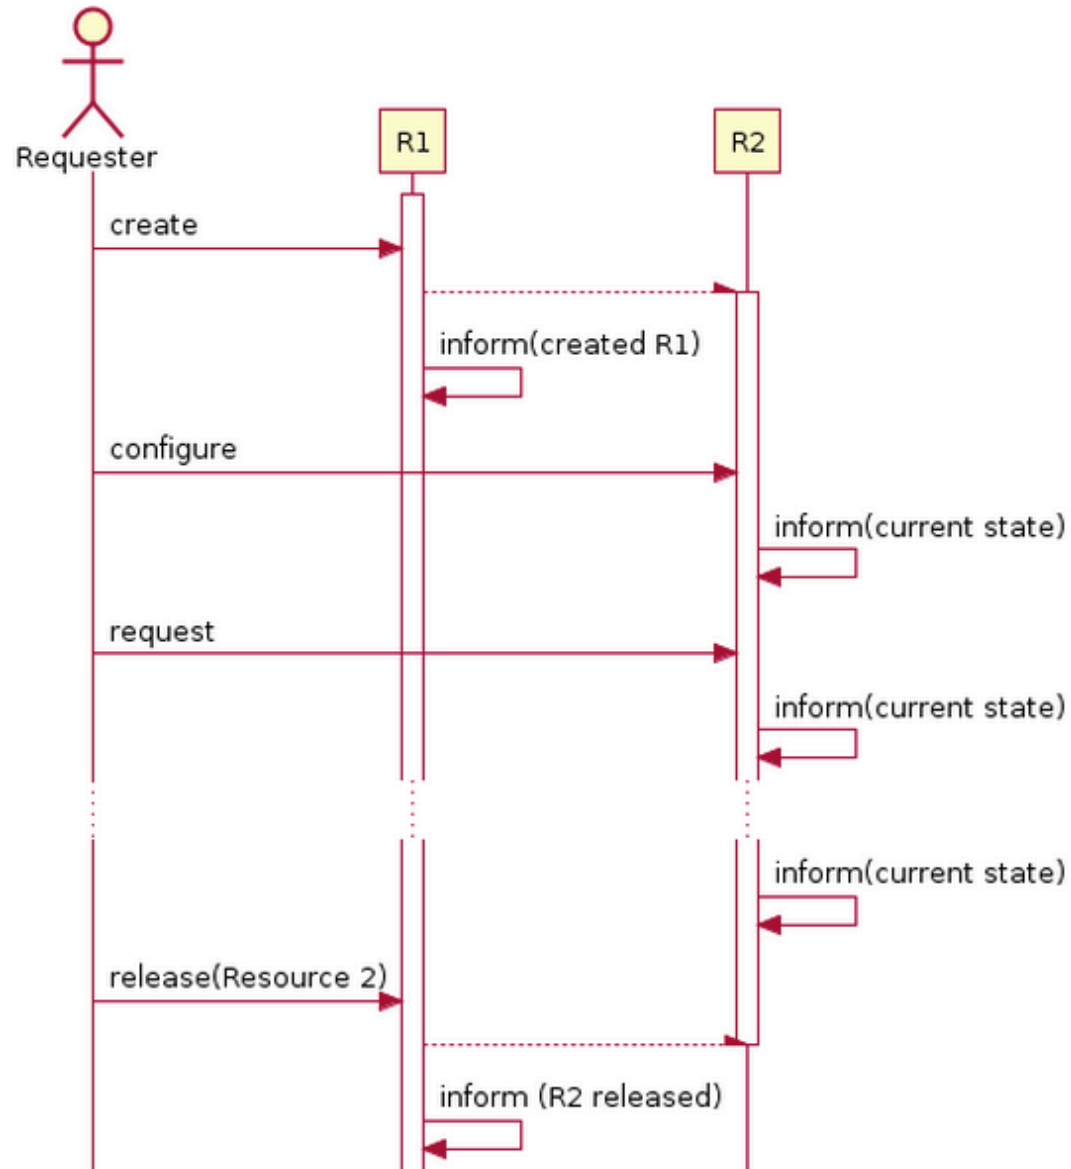 Requester
R1
R2
create
inform(created R1)
configure
inform(current state)
request
inform(current state)
inform(current state)
release(Resource 2)
inform (R2 released)